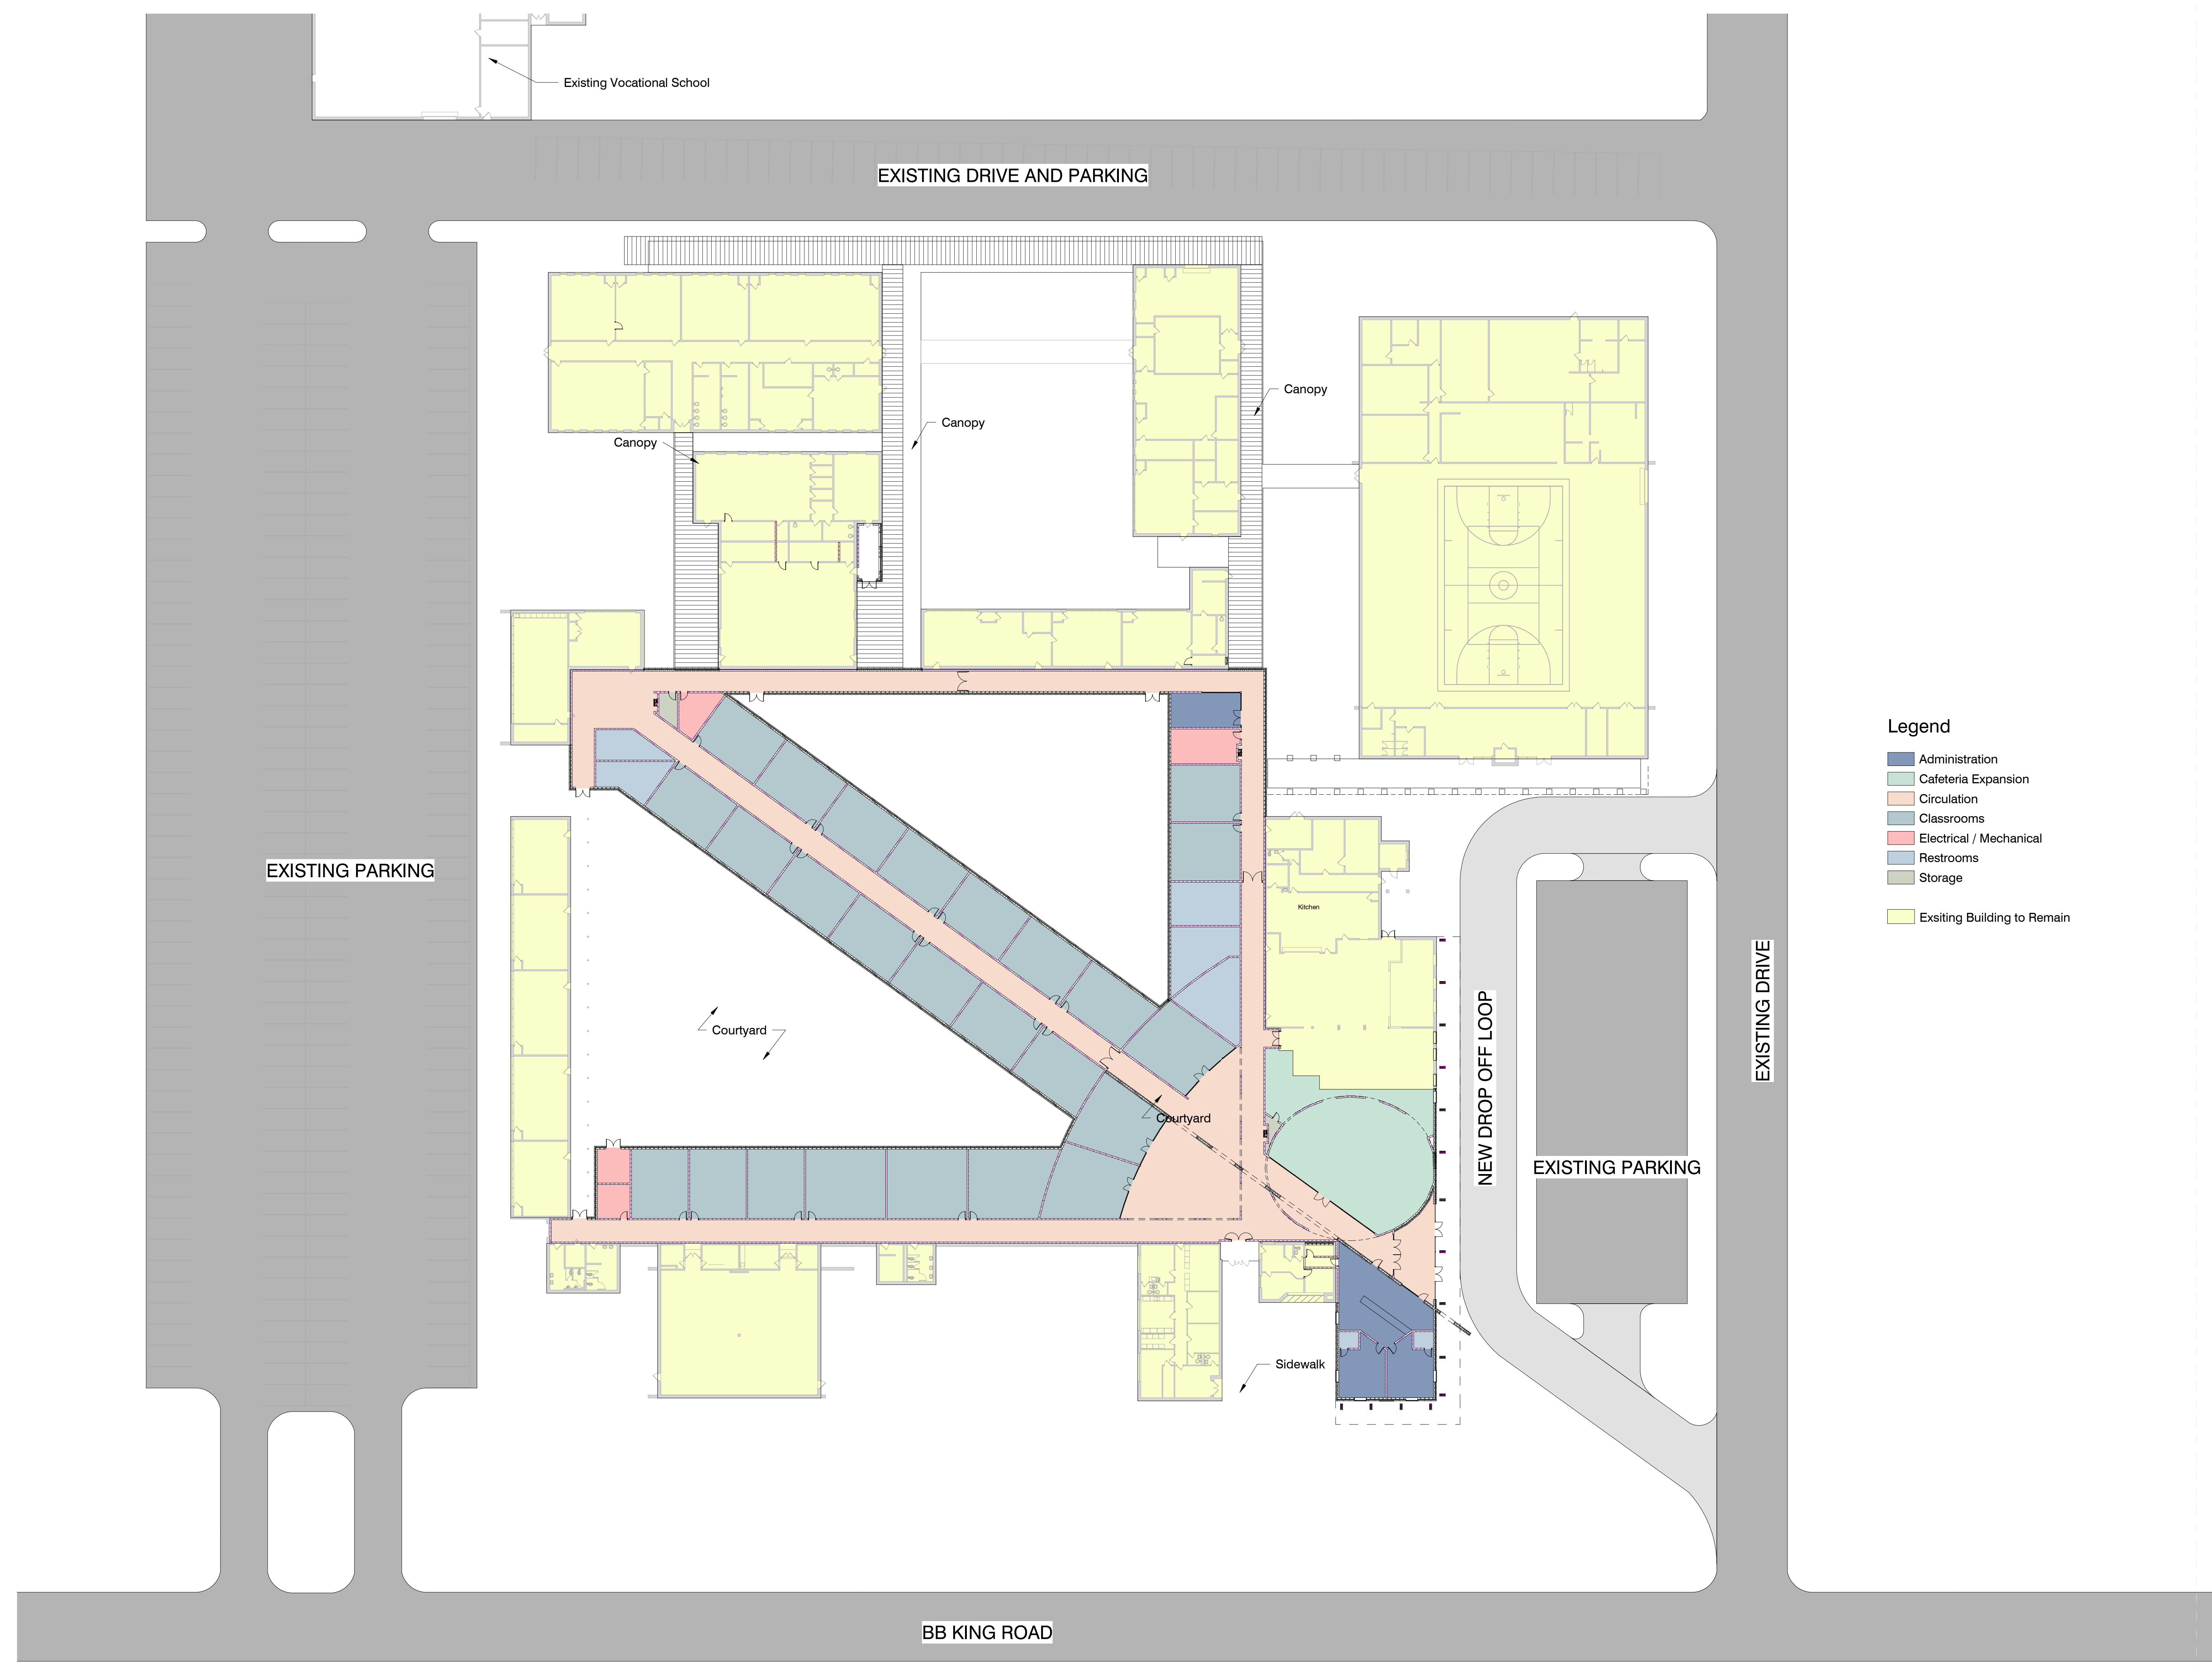 Existing Vocational School
EXISTING DRIVE AND PARKING
Canopy
Canopy
Canopy
Legend
Administration
Cafeteria Expansion
Circulation
Classrooms
Electrical / Mechanical
Restrooms
Storage
Exsiting Building to Remain
EXISTING PARKING
Kitchen
Courtyard
Courtyard
NEW DROP OFF LOOP
EXISTING PARKING
EXISTING DRIVE
Sidewalk
BB KING ROAD